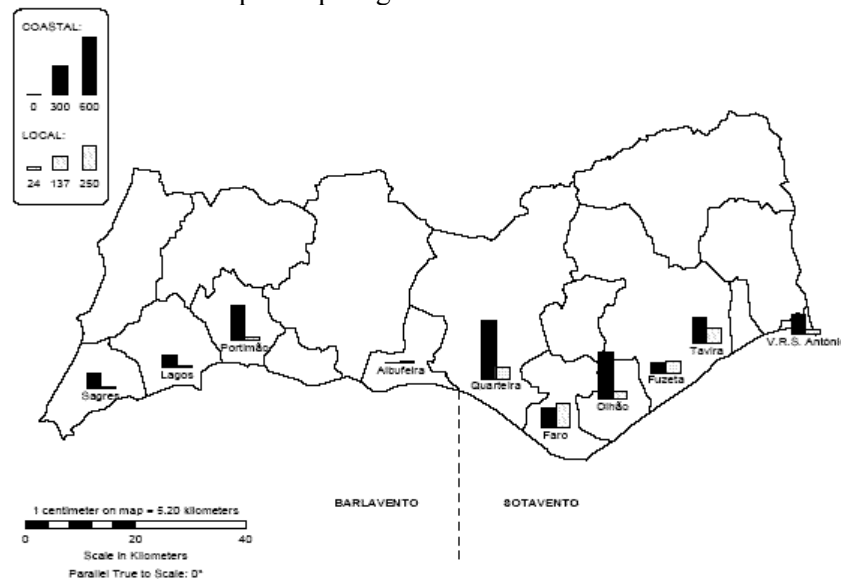 COASTAL:
0 300 600
LOCAL:
24 137 250
Portimão
Lagos
Sagres
Albufeira
Quarteira
Faro
Olhão
Fuzeta
Tavira
V.R.S. Antóni
BARLAVENTO
SOTAVENTO
1 centimeter on map = 5.20 kilometers
0 20 40
Scale in Kilometers
Parallel True to Scale: 0°